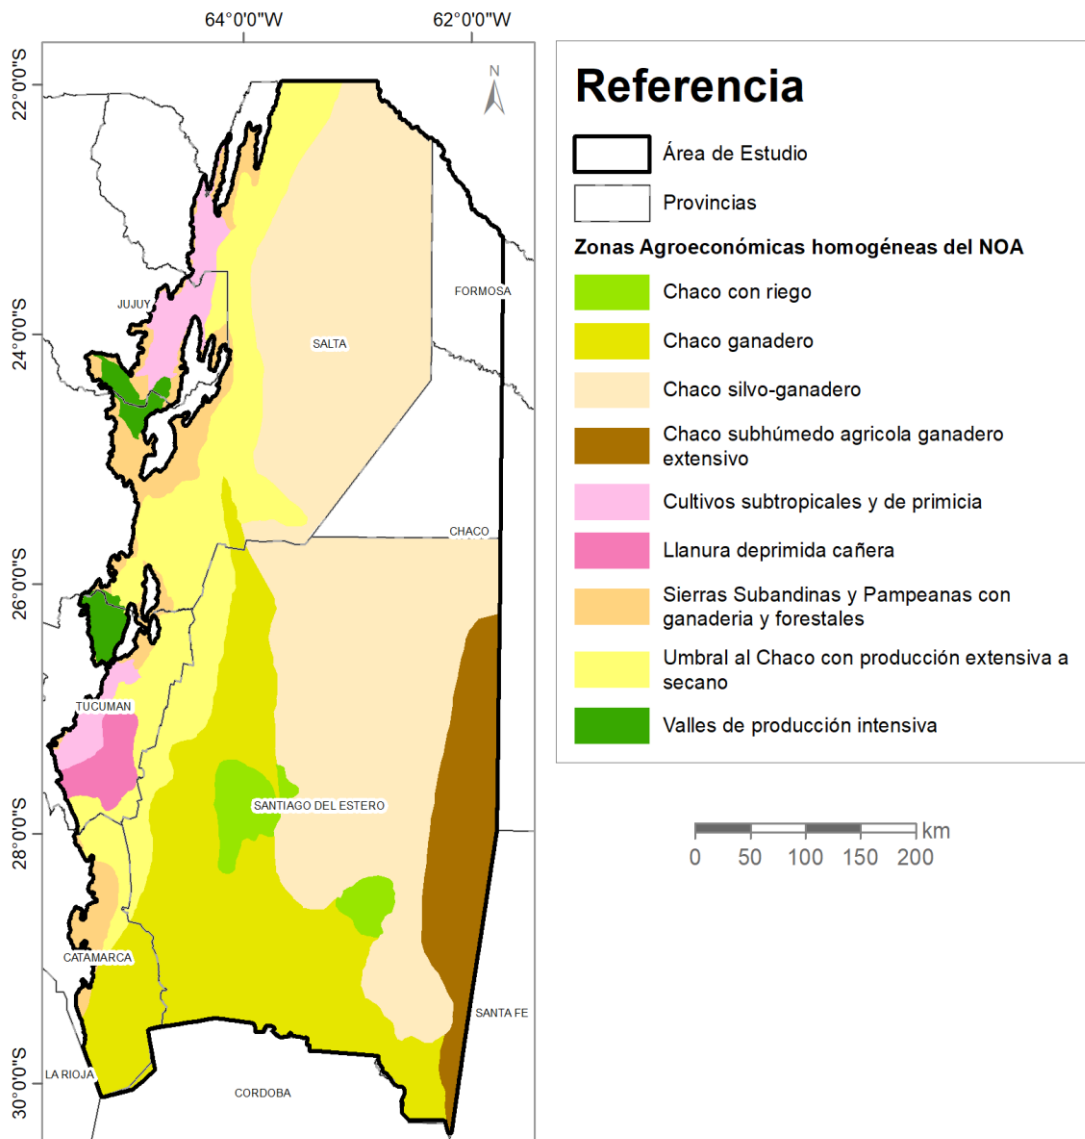 64°0'0"W
62°0'0"W
22°0'0"S
24°0'0"S
26°0'0"S
28°0'0"S
30°0'0"S
N
JUJUY
FORMOSA
SALTA
CHACO
TUCUMAN
SANTIAGO DEL ESTERO
CATAMARCA
SANTA FE
LA RIOJA
CORDOBA
Referencia
Área de Estudio
Provincias
Zonas Agroeconómicas homogéneas del NOA
Chaco con riego
Chaco ganadero
Chaco silvo-ganadero
Chaco subhúmedo agricola ganadero
extensivo
Cultivos subtropicales y de primicia
Llanura deprimida cañera
Sierras Subandinas y Pampeanas con
ganaderia y forestales
Umbral al Chaco con producción extensiva a
secano
Valles de producción intensiva
km
0 50 100 150 200